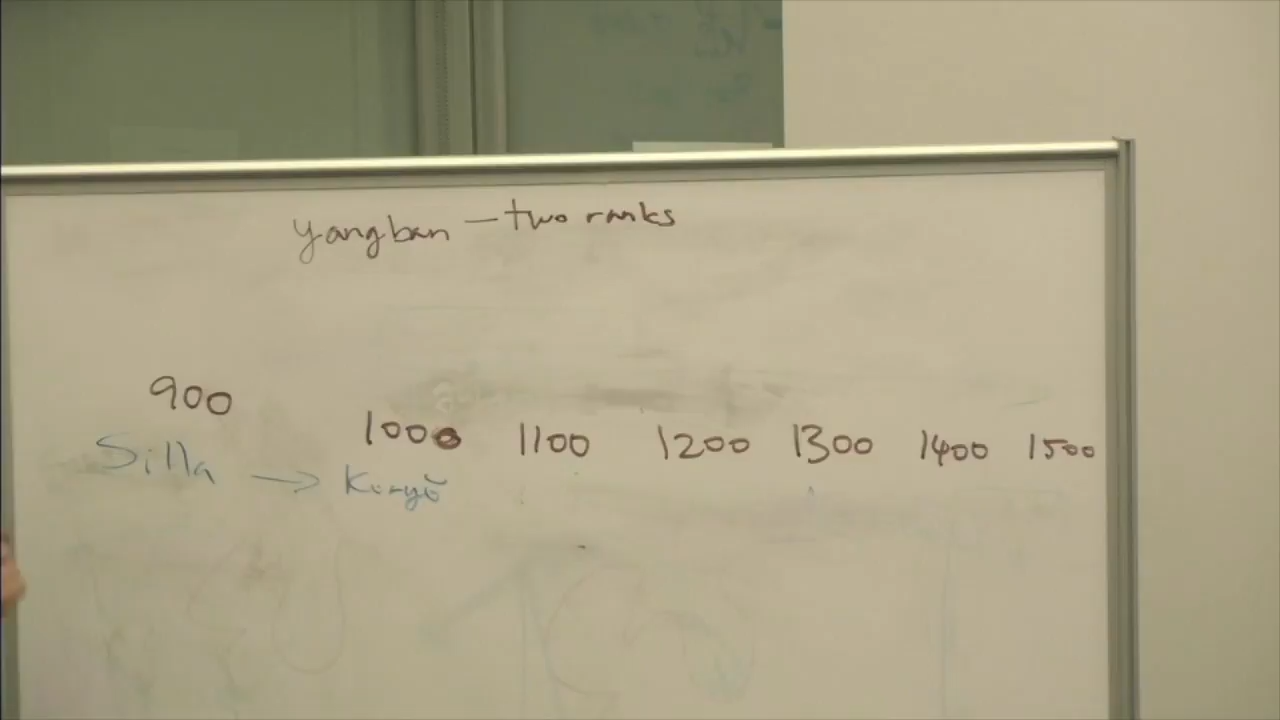 yangban — two ranks
900 1000 1100 1200 1300 1400 1500
Silla → Koryŏ